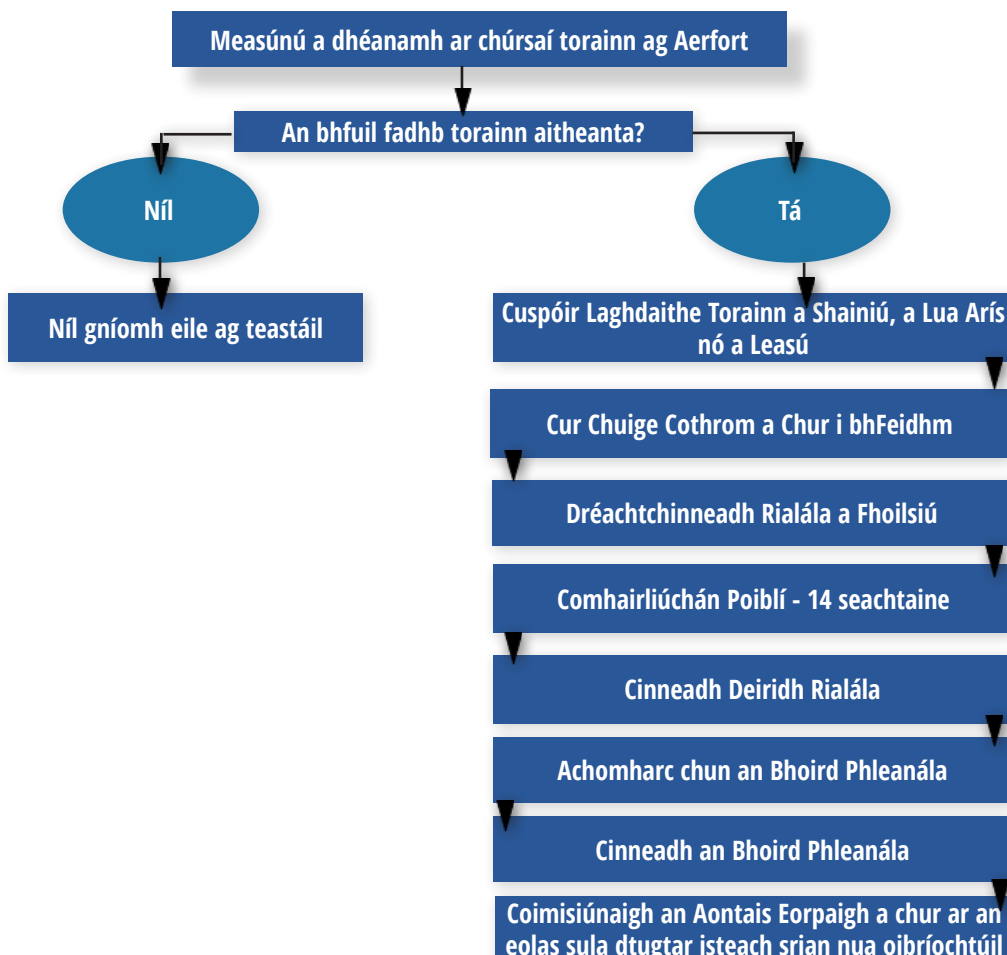 Measúnú a dhéanamh ar chúrsaí torainn ag Aerfort
An bhfuil fadhb torainn aitheanta?
Níl
Tá
Níl gníomh eile ag teastáil
Cuspóir Laghdaithe Torainn a Shainiú, a Lua Arís
nó a Leasú
Cur Chuige Cothrom a Chur i bhFeidhm
Dréachtchinneadh Rialála a Fhoilsiú
Comhairliúchán Poiblí - 14 seachtaine
Cinneadh Deiridh Rialála
Achomharc chun an Bhoird Phleanála
Cinneadh an Bhoird Phleanála
Coimisiúnaigh an Aontais Eorpaigh a chur ar an
eolas sula dtugtar isteach srian nua oibríochtúil